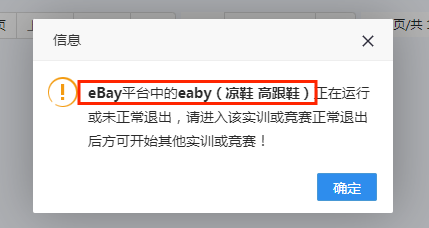 页/共
信息
eBay平台中的eaby（凉鞋 高跟鞋）正在运行
或未正常退出，请进入该实训或竞赛正常退出
后方可开始其他实训或竞赛！
确定